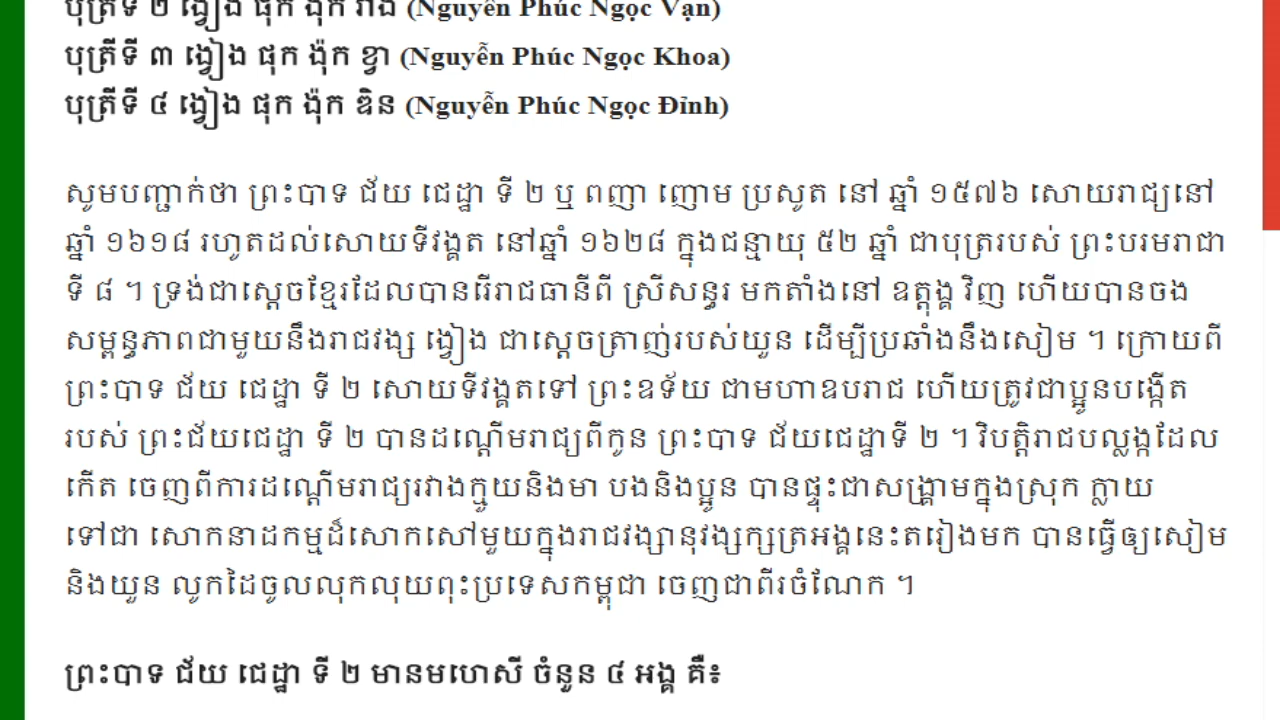 បុត្រីទី ២ ង្វៀង ផុក ង៉ុក វ៉ាង (Nguyễn Phúc Ngọc Vạn)
បុត្រីទី ៣ ង្វៀង ផុក ង៉ុក ខ្វា (Nguyễn Phúc Ngọc Khoa)
បុត្រីទី ៤ ង្វៀង ផុក ង៉ុក ឌិន (Nguyễn Phúc Ngọc Đỉnh)
សូមបញ្ជាក់ថា ព្រះបាទ ជ័យ ជេដ្ឋា ទី ២ ឬ ពញា ញោម ប្រសូត នៅ ឆ្នាំ ១៥៧៦ សោយរាជ្យនៅ
ឆ្នាំ ១៦១៨ រហូតដល់សោយទីវង្គត នៅឆ្នាំ ១៦២៨ ក្នុងជន្មាយុ ៥២ ឆ្នាំ ជាបុត្ររបស់ ព្រះបរមរាជា
ទី ៨ ។ ទ្រង់ជាស្តេចខ្មែរដែលបានរើរាជធានីពី ស្រីសន្ធរ មកតាំងនៅ ឧត្តុង្គ វិញ ហើយបានចង
សម្ពន្ធភាពជាមួយនឹងរាជវង្ស ង្វៀង ជាស្តេចត្រាញ់របស់យួន ដើម្បីប្រឆាំងនឹងសៀម ។ ក្រោយពី
ព្រះបាទ ជ័យ ជេដ្ឋា ទី ២ សោយទីវង្គតទៅ ព្រះឧទ័យ ជាមហាឧបរាជ ហើយត្រូវជាប្អូនបង្កើត
របស់ ព្រះជ័យជេដ្ឋា ទី ២ បានដណ្តើមរាជ្យពីកូន ព្រះបាទ ជ័យជេដ្ឋាទី ២ ។ វិបត្តិរាជបល្លង្កដែល
កើត ចេញពីការដណ្តើមរាជ្យរវាងក្មួយនិងមា បងនិងប្អូន បានផ្ទុះជាសង្គ្រាមក្នុងស្រុក ក្លាយ
ទៅជា សោកនាដកម្មដ៏សោកសៅមួយក្នុងរាជវង្សានុវង្សក្សត្រអង្គនេះតរៀងមក បានធ្វើឲ្យសៀម
និងយួន លូកដៃចូលលុកលុយពុះប្រទេសកម្ពុជា ចេញជាពីរចំណែក ។
ព្រះបាទ ជ័យ ជេដ្ឋា ទី ២ មានមហេសី ចំនួន ៤ អង្គ គឺ៖